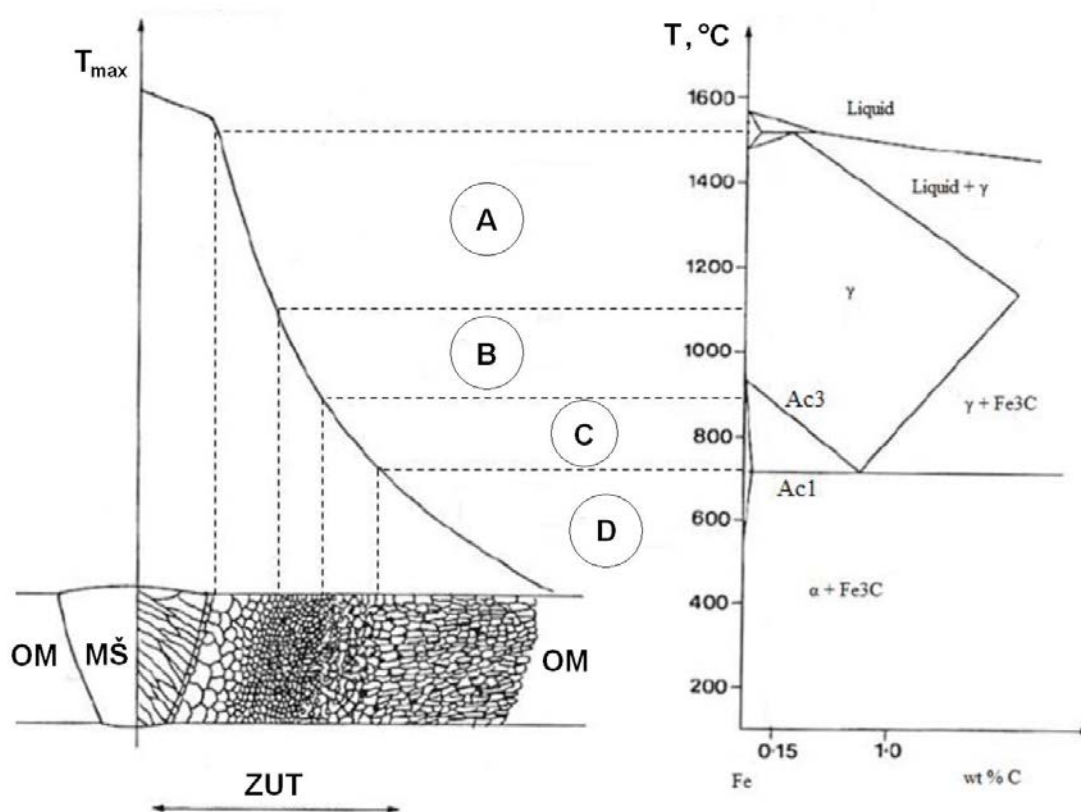 Tmax
T, °C
1600
Liquid
1400
Liquid + γ
A
1200
γ
B
1000
Ac3
γ + Fe3C
C
800
Ac1
D
600
α + Fe3C
400
OM
MŠ
OM
200
0·15
1.0
ZUT
Fe
wt % C